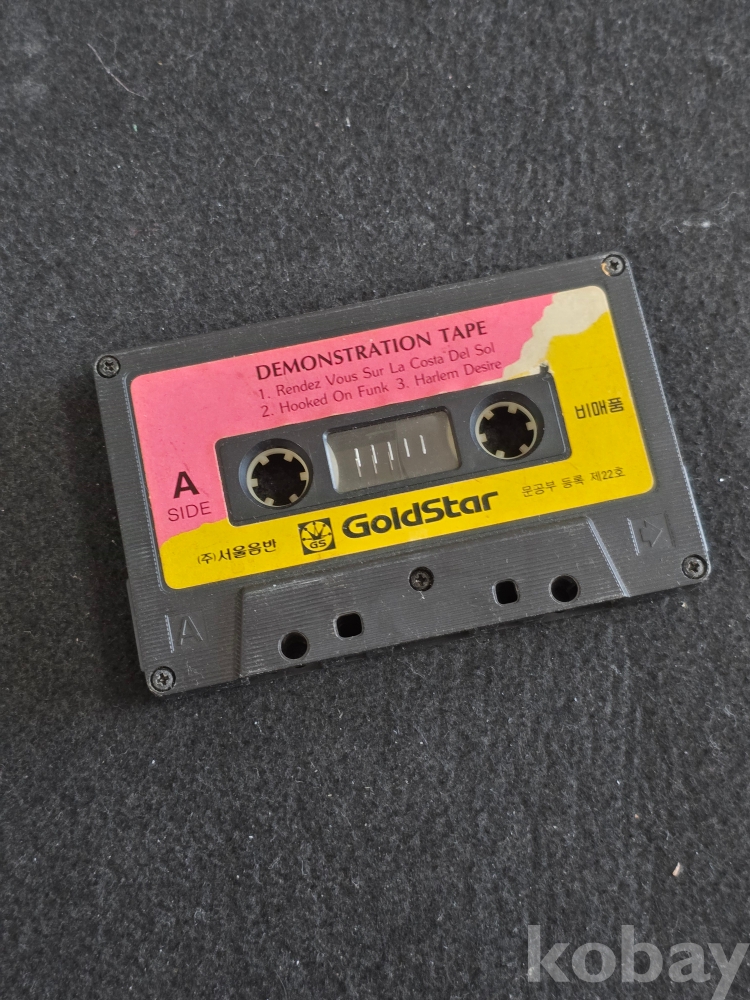 DEMONSTRATION TAPE
1. Rendez Vous Sur La Costa Del Sol
2. Hooked On Funk 3. Harlem Desire
비매품
A
SIDE
(주)서울음반
GS
GoldStar
문공부 등록 제22호
A
kobay